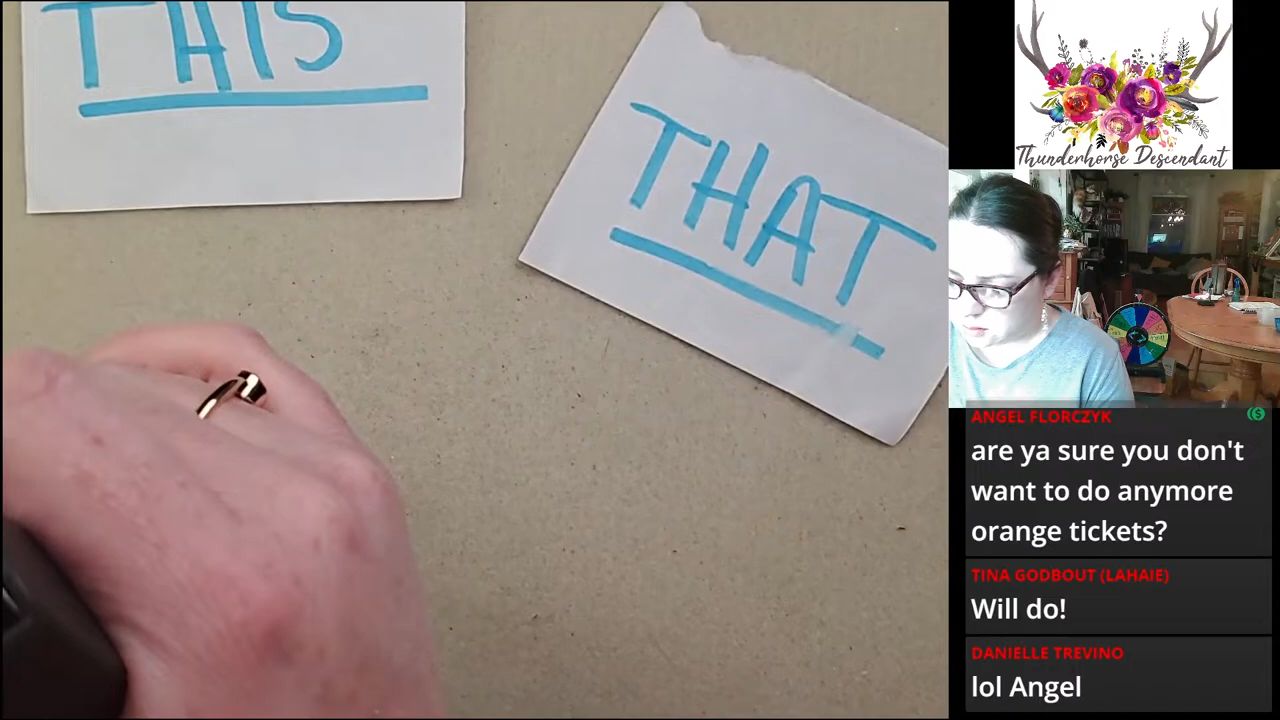 THIS
THAT
Thunderhorse Descendant
ANGEL FLORCZYK
are ya sure you don't
want to do anymore
orange tickets?
TINA GODBOUT (LAHAIE)
Will do!
DANIELLE TREVINO
lol Angel